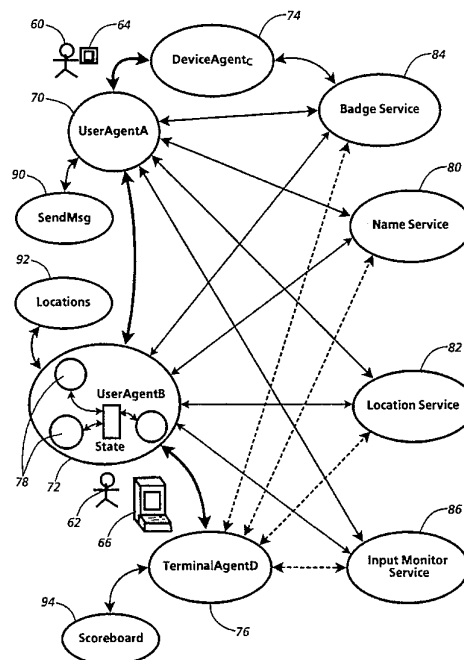 60
64
74
DeviceAgentC
84
70
UserAgentA
Badge Service
90
80
SendMsg
Name Service
92
Locations
UserAgentB
82
Location Service
State
78
72
62
66
86
TerminalAgentD
Input Monitor
Service
94
76
Scoreboard